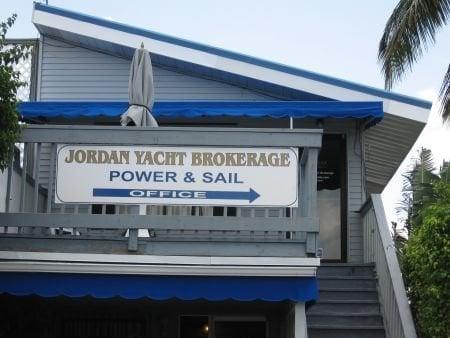 JORDAN YACHT BROKERAGE
POWER & SAIL
OFFICE